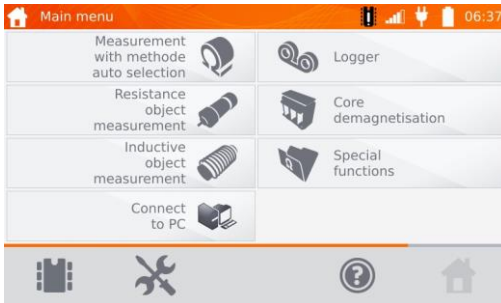 Main menu
06:37
Measurement
with methode
auto selection
Logger
Resistance
object
measurement
Core
demagnetisation
Inductive
object
measurement
Special
functions
Connect
to PC